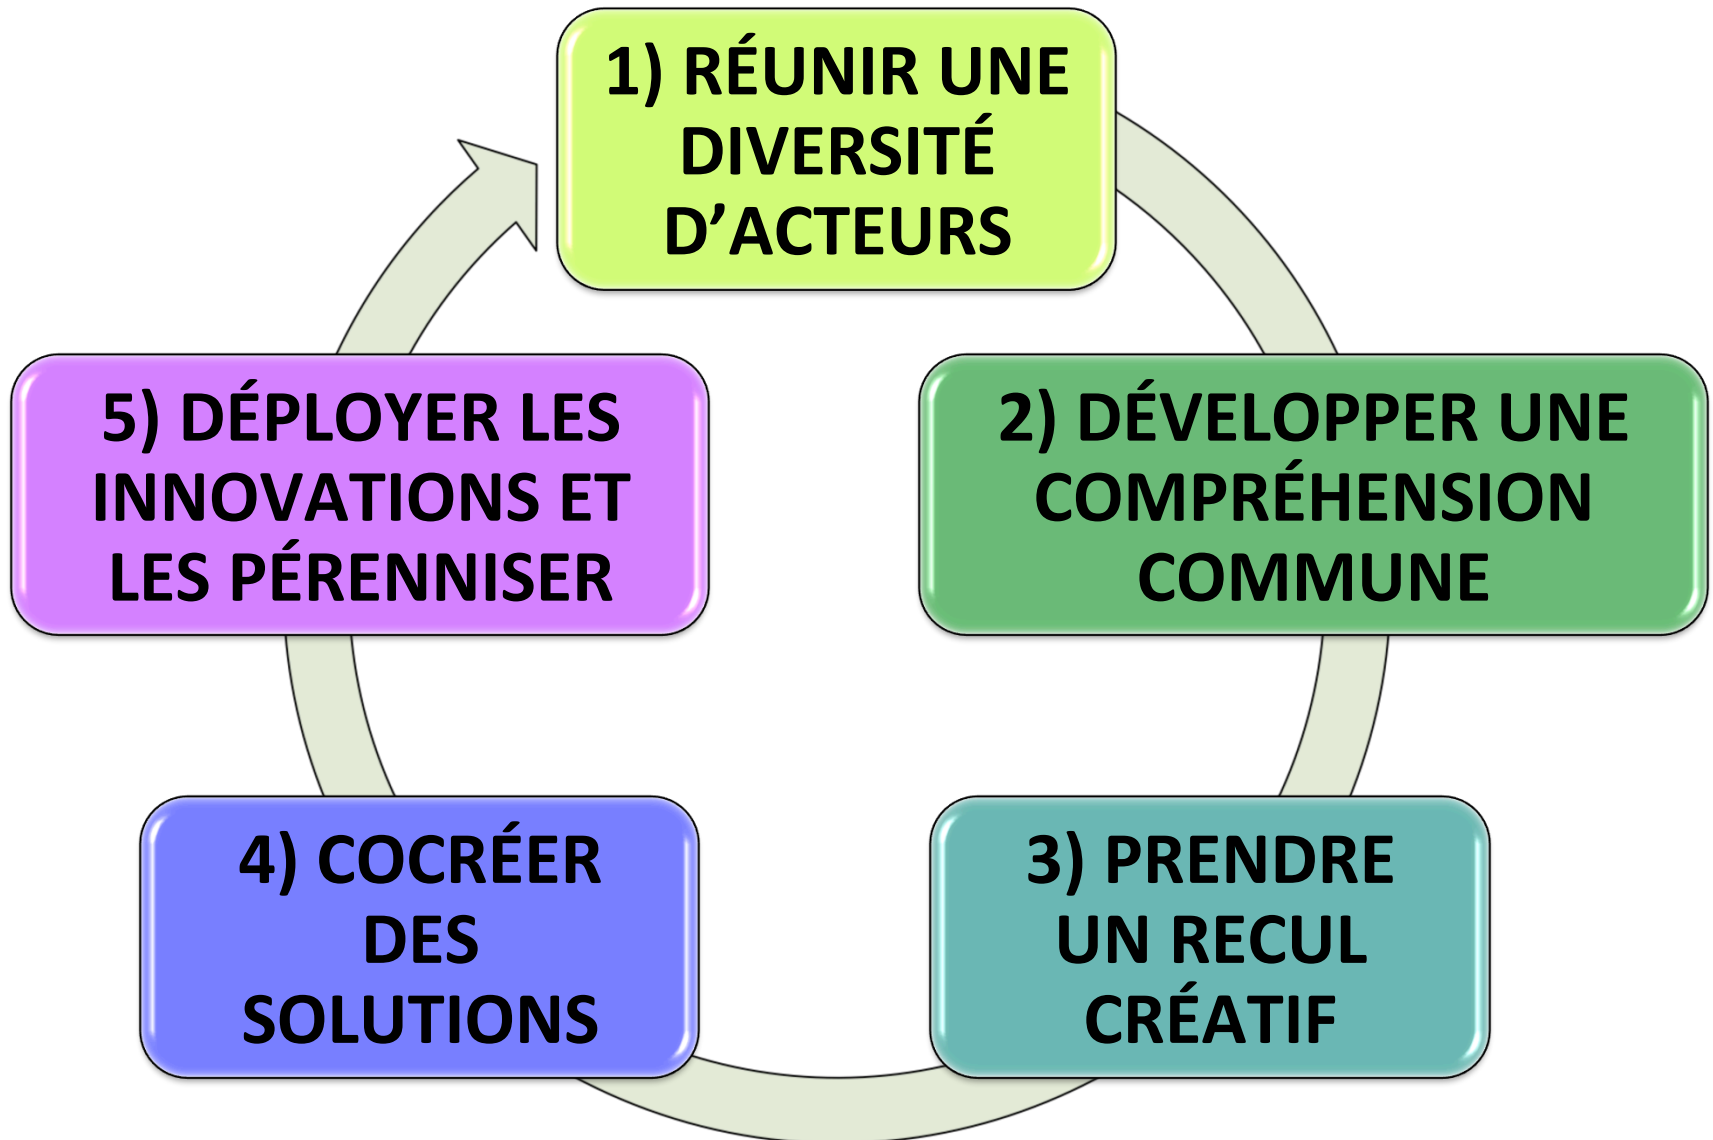 1) RÉUNIR UNE
DIVERSITÉ
D’ACTEURS
2) DÉVELOPPER UNE
COMPRÉHENSION
COMMUNE
3) PRENDRE
UN RECUL
CRÉATIF
4) COCRÉER
DES
SOLUTIONS
5) DÉPLOYER LES
INNOVATIONS ET
LES PÉRENNISER